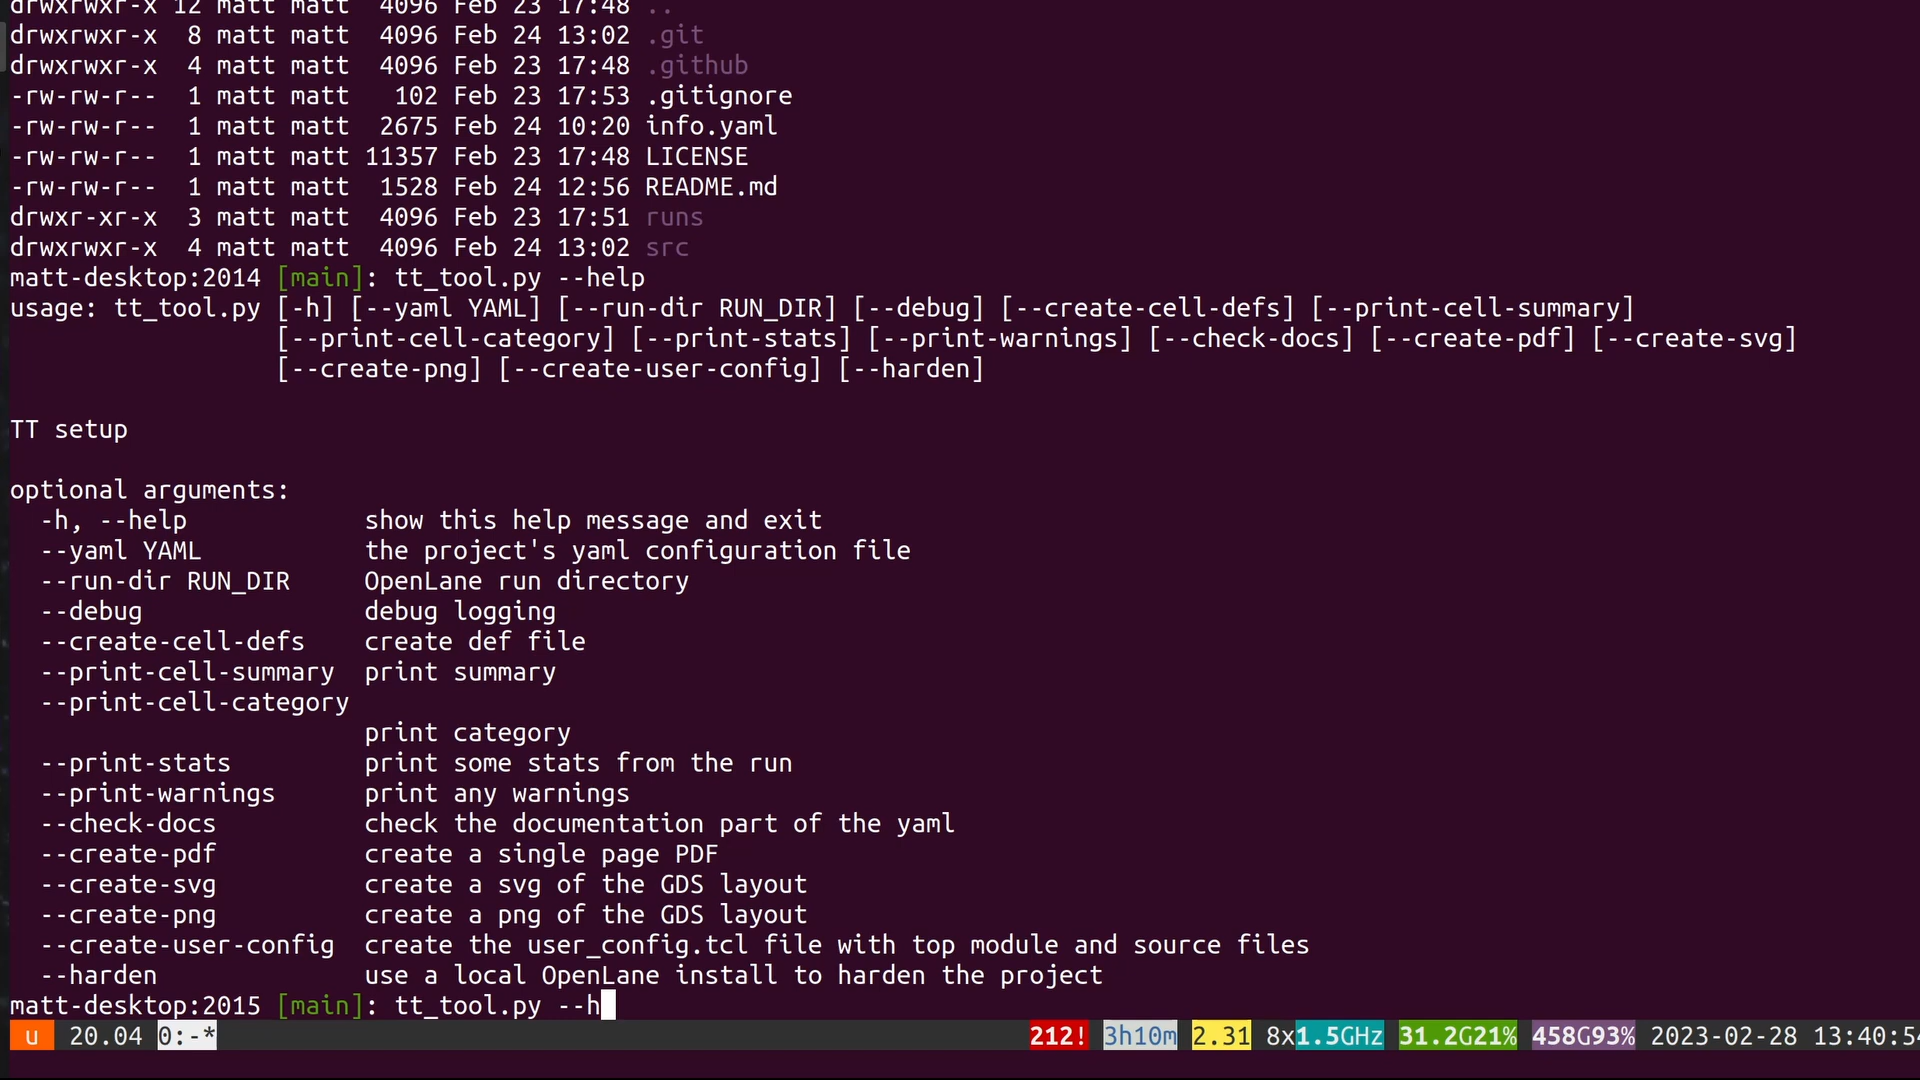 drwxrwxr-x 12 matt matt  4096 Feb 23 17:48 ..
drwxrwxr-x  8 matt matt  4096 Feb 24 13:02 .git
drwxrwxr-x  4 matt matt  4096 Feb 23 17:48 .github
-rw-rw-r--  1 matt matt   102 Feb 23 17:53 .gitignore
-rw-rw-r--  1 matt matt  2675 Feb 24 10:20 info.yaml
-rw-rw-r--  1 matt matt 11357 Feb 23 17:48 LICENSE
-rw-rw-r--  1 matt matt  1528 Feb 24 12:56 README.md
drwxr-xr-x  3 matt matt  4096 Feb 23 17:51 runs
drwxrwxr-x  4 matt matt  4096 Feb 24 13:02 src
matt-desktop:2014 [main]: tt_tool.py --help
usage: tt_tool.py [-h] [--yaml YAML] [--run-dir RUN_DIR] [--debug] [--create-cell-defs] [--print-cell-summary]
                  [--print-cell-category] [--print-stats] [--print-warnings] [--check-docs] [--create-pdf] [--create-svg]
                  [--create-png] [--create-user-config] [--harden]
TT setup
optional arguments:
  -h, --help            show this help message and exit
  --yaml YAML           the project's yaml configuration file
  --run-dir RUN_DIR     OpenLane run directory
  --debug               debug logging
  --create-cell-defs    create def file
  --print-cell-summary  print summary
  --print-cell-category
                        print category
  --print-stats         print some stats from the run
  --print-warnings      print any warnings
  --check-docs          check the documentation part of the yaml
  --create-pdf          create a single page PDF
  --create-svg          create a svg of the GDS layout
  --create-png          create a png of the GDS layout
  --create-user-config  create the user_config.tcl file with top module and source files
  --harden              use a local OpenLane install to harden the project
matt-desktop:2015 [main]: tt_tool.py --h
u 20.04 0:-* 212! 3h10m 2.31 8x1.5GHz 31.2G21% 458G93% 2023-02-28 13:40:54